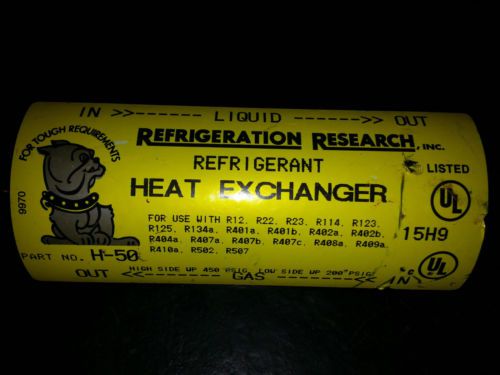 IN >>------- LIQUID ------->> OUT
FOR TOUGH REQUIREMENTS
REFRIGERATION RESEARCH, INC.
REFRIGERANT
HEAT EXCHANGER
LISTED
UL
15H9
9970
FOR USE WITH R12, R22, R23, R114, R123,
R125, R134a, R401a, R401b, R402a, R402b,
R404a, R407a, R407b, R407c, R408a, R409a,
R410a, R502, R507
PART NO. H-50
HIGH SIDE WP 450 PSIG, LOW SIDE WP 200 PSIG
OUT <<------- GAS -------<< IN
c UL